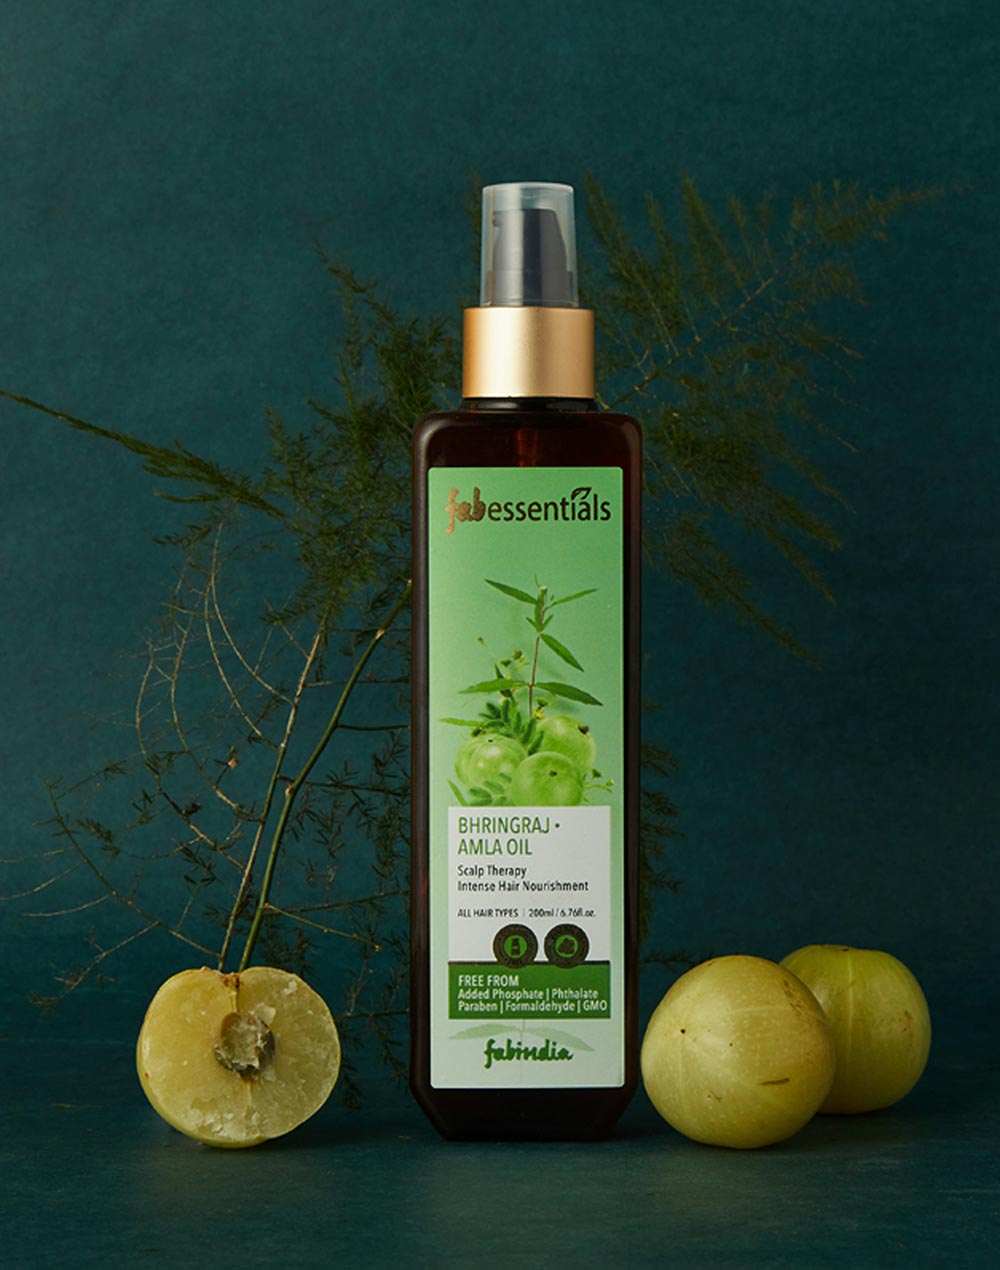 fabessentials
BHRINGRAJ •
AMLA OIL
Scalp Therapy
Intense Hair Nourishment
ALL HAIR TYPES | 200ml / 6.76fl.oz.
FREE FROM
Added Phosphate | Phthalate
Paraben | Formaldehyde | GMO
fabindia